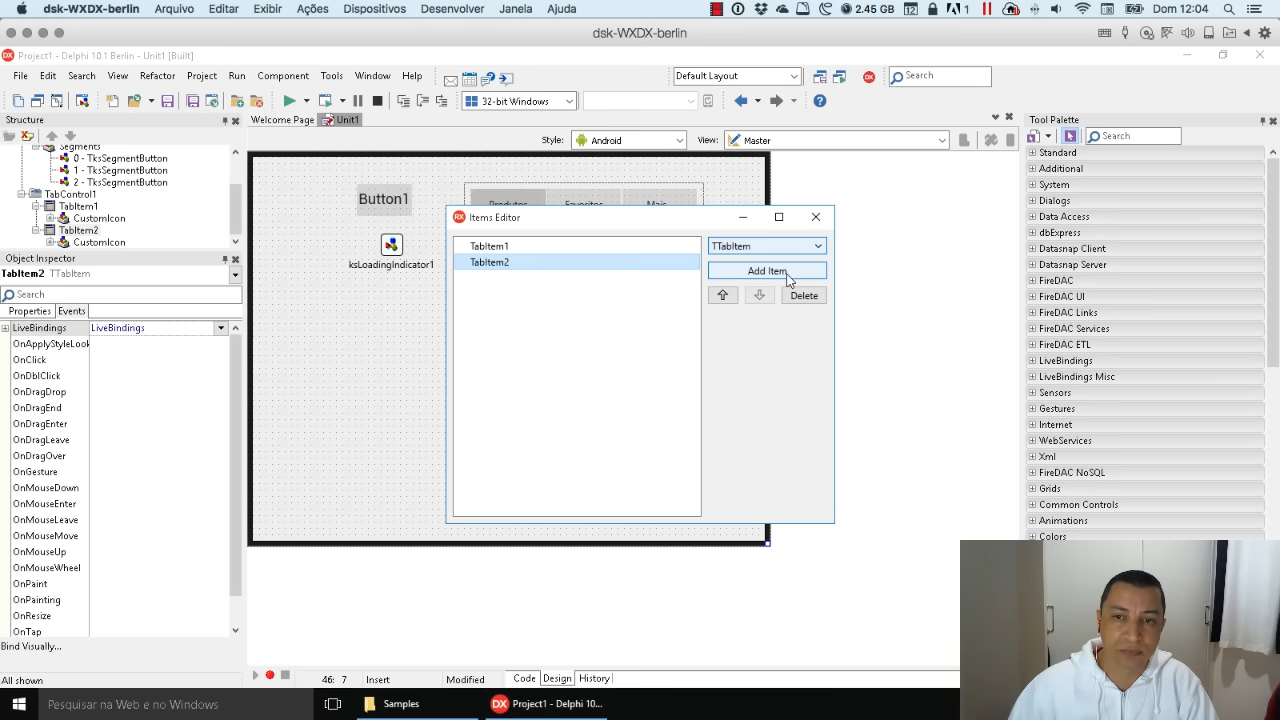 dsk-WXDX-berlin Arquivo Editar Exibir Ações Dispositivos Desenvolver Janela Ajuda 2.45 GB 12 1 Dom 12:04
dsk-WXDX-berlin
Project1 - Delphi 10.1 Berlin - Unit1 [Built]
File Edit Search View Refactor Project Run Component Tools Window Help Default Layout Search
32-bit Windows
Structure Welcome Page Unit1 Tool Palette
Style: Android View: Master Search
Segments
0 - TksSegmentButton
1 - TksSegmentButton
2 - TksSegmentButton
TabControl1
TabItem1
CustomIcon
TabItem2
CustomIcon
Object Inspector
TabItem2 TTabItem
Search
Properties Events
LiveBindings LiveBindings
OnApplyStyleLook
OnClick
OnDblClick
OnDragDrop
OnDragEnd
OnDragEnter
OnDragLeave
OnDragOver
OnGesture
OnMouseDown
OnMouseEnter
OnMouseLeave
OnMouseMove
OnMouseUp
OnMouseWheel
OnPaint
OnPainting
OnResize
OnTap
Bind Visually...
All shown
Button1
Produtos Favoritos Mais
ksLoadingIndicator1
Items Editor
TabItem1
TabItem2
TTabItem
Add Item
Delete
Standard
Additional
System
Dialogs
Data Access
dbExpress
Datasnap Client
Datasnap Server
FireDAC
FireDAC UI
FireDAC Links
FireDAC Services
FireDAC ETL
LiveBindings
LiveBindings Misc
Sensors
Gestures
Internet
WebServices
Xml
FireDAC NoSQL
Grids
Common Controls
Animations
Colors
46: 7 Insert Modified Code Design History
Pesquisar na Web e no Windows Samples Project1 - Delphi 10...